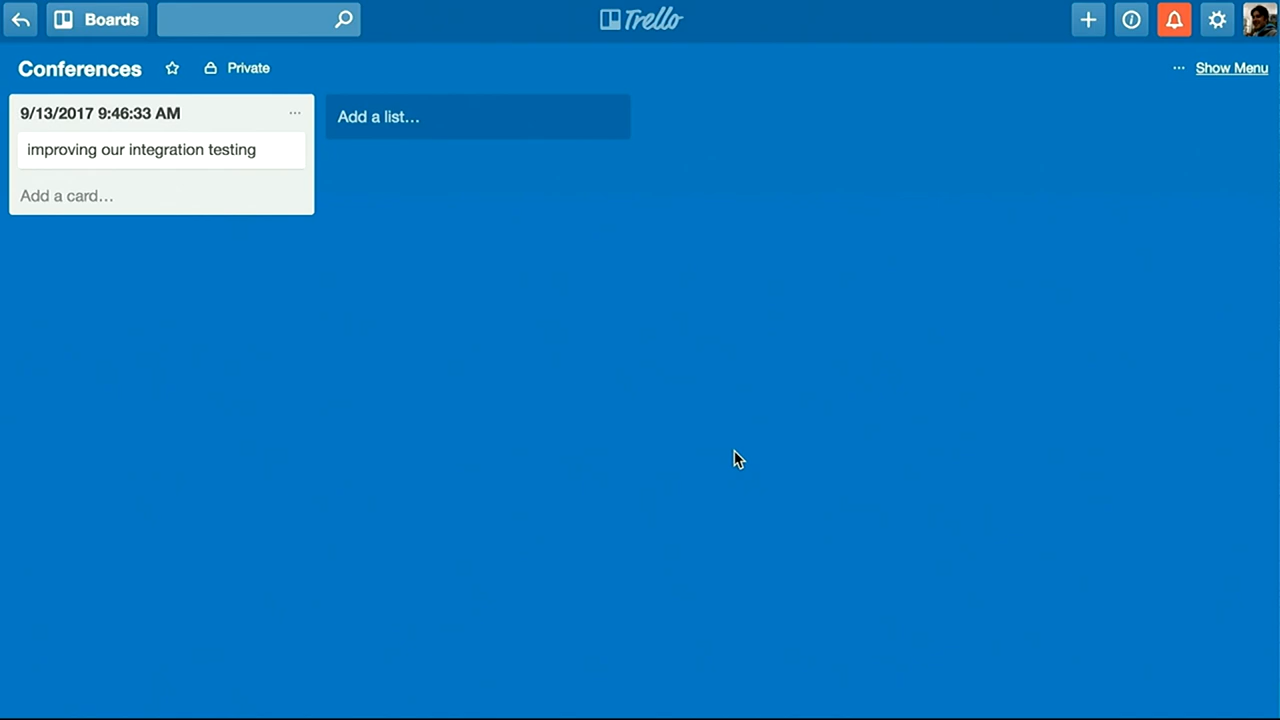 Boards
Trello
Conferences
Private
... Show Menu
9/13/2017 9:46:33 AM ...
Add a list...
improving our integration testing
Add a card...